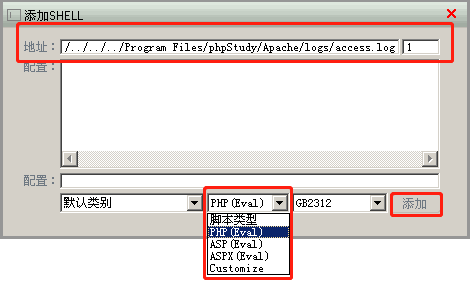 添加SHELL
地址： /../../../Program Files/phpStudy/Apache/logs/access.log 1
配置：
配置：
默认类别 PHP(Eval) GB2312 添加
脚本类型
PHP(Eval)
ASP(Eval)
ASPX(Eval)
Customize